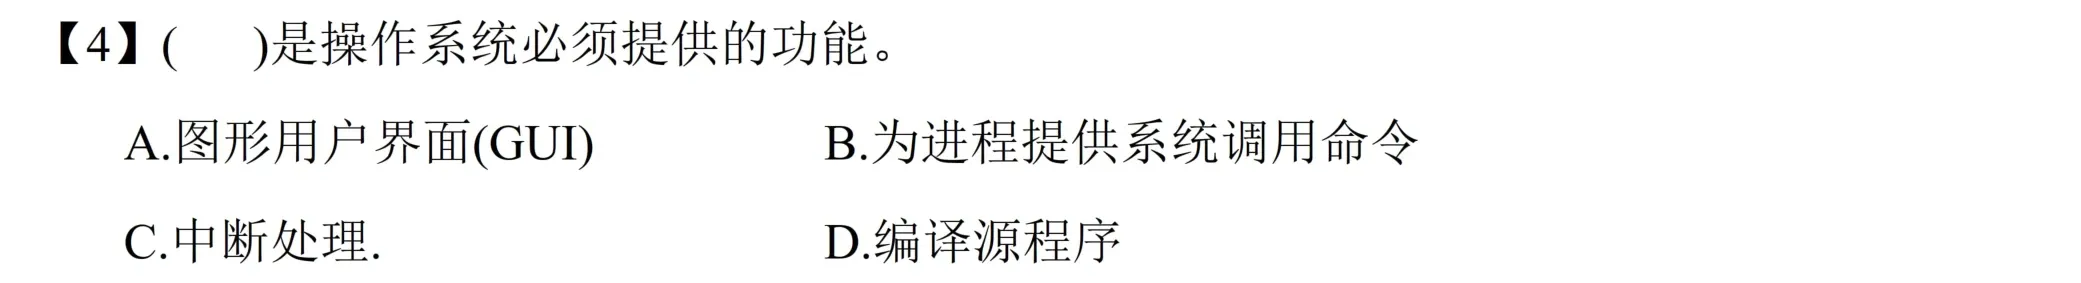 【4】(    )是操作系统必须提供的功能。
A.图形用户界面(GUI)    B.为进程提供系统调用命令
C.中断处理.    D.编译源程序